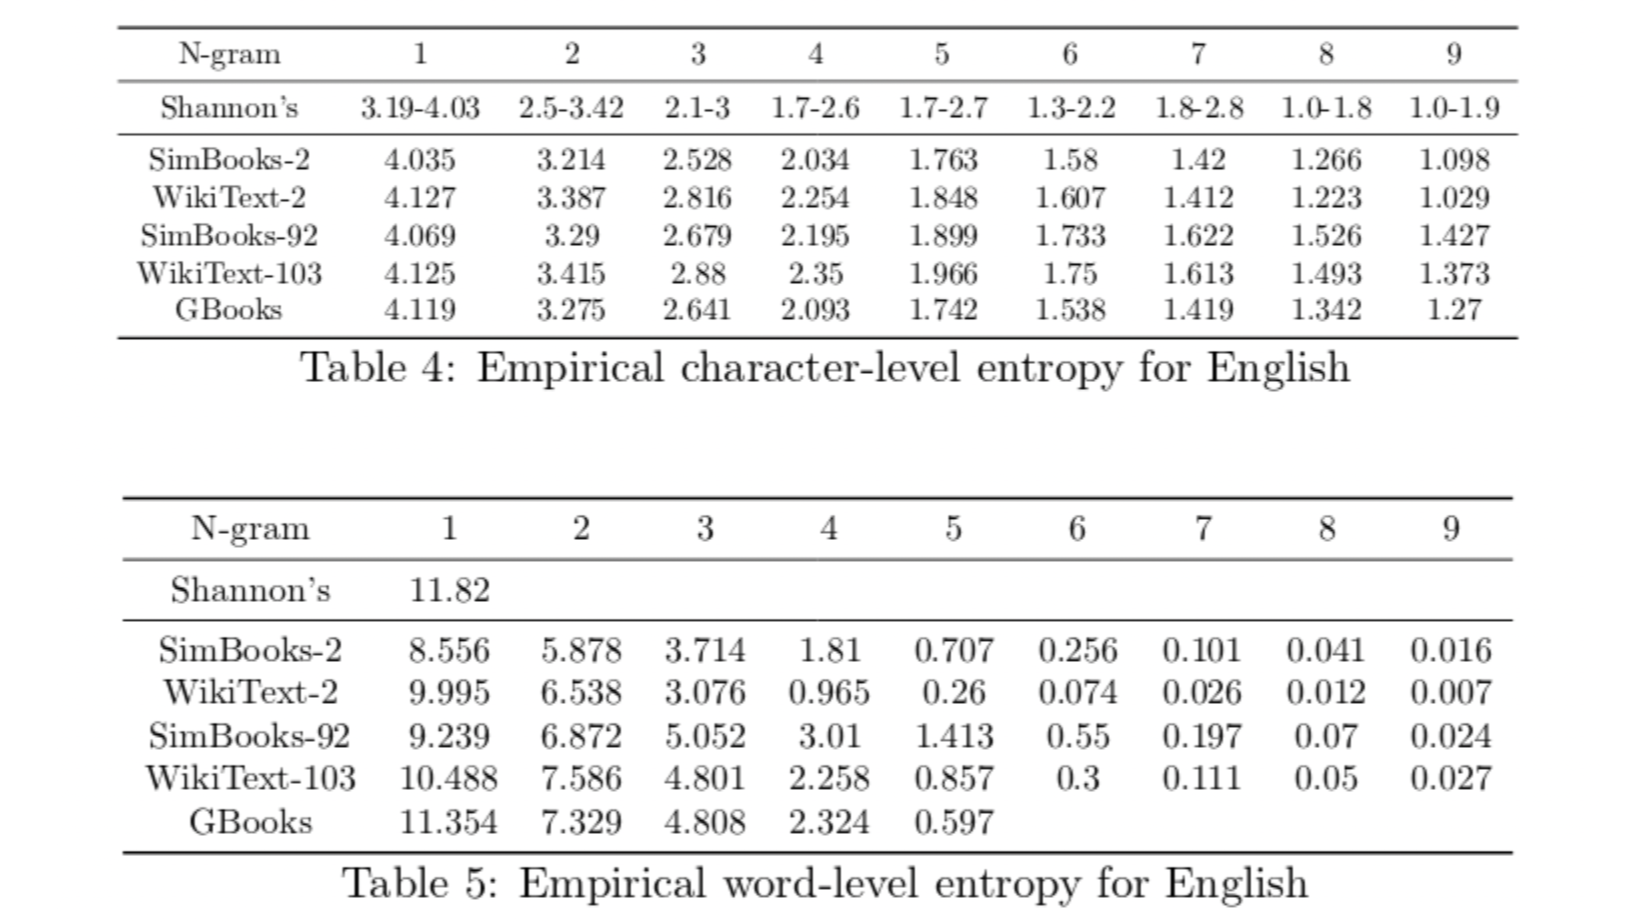 N-gram 1 2 3 4 5 6 7 8 9
Shannon's 3.19-4.03 2.5-3.42 2.1-3 1.7-2.6 1.7-2.7 1.3-2.2 1.8-2.8 1.0-1.8 1.0-1.9
SimBooks-2 4.035 3.214 2.528 2.034 1.763 1.58 1.42 1.266 1.098
WikiText-2 4.127 3.387 2.816 2.254 1.848 1.607 1.412 1.223 1.029
SimBooks-92 4.069 3.29 2.679 2.195 1.899 1.733 1.622 1.526 1.427
WikiText-103 4.125 3.415 2.88 2.35 1.966 1.75 1.613 1.493 1.373
GBooks 4.119 3.275 2.641 2.093 1.742 1.538 1.419 1.342 1.27
Table 4: Empirical character-level entropy for English
N-gram 1 2 3 4 5 6 7 8 9
Shannon's 11.82
SimBooks-2 8.556 5.878 3.714 1.81 0.707 0.256 0.101 0.041 0.016
WikiText-2 9.995 6.538 3.076 0.965 0.26 0.074 0.026 0.012 0.007
SimBooks-92 9.239 6.872 5.052 3.01 1.413 0.55 0.197 0.07 0.024
WikiText-103 10.488 7.586 4.801 2.258 0.857 0.3 0.111 0.05 0.027
GBooks 11.354 7.329 4.808 2.324 0.597
Table 5: Empirical word-level entropy for English